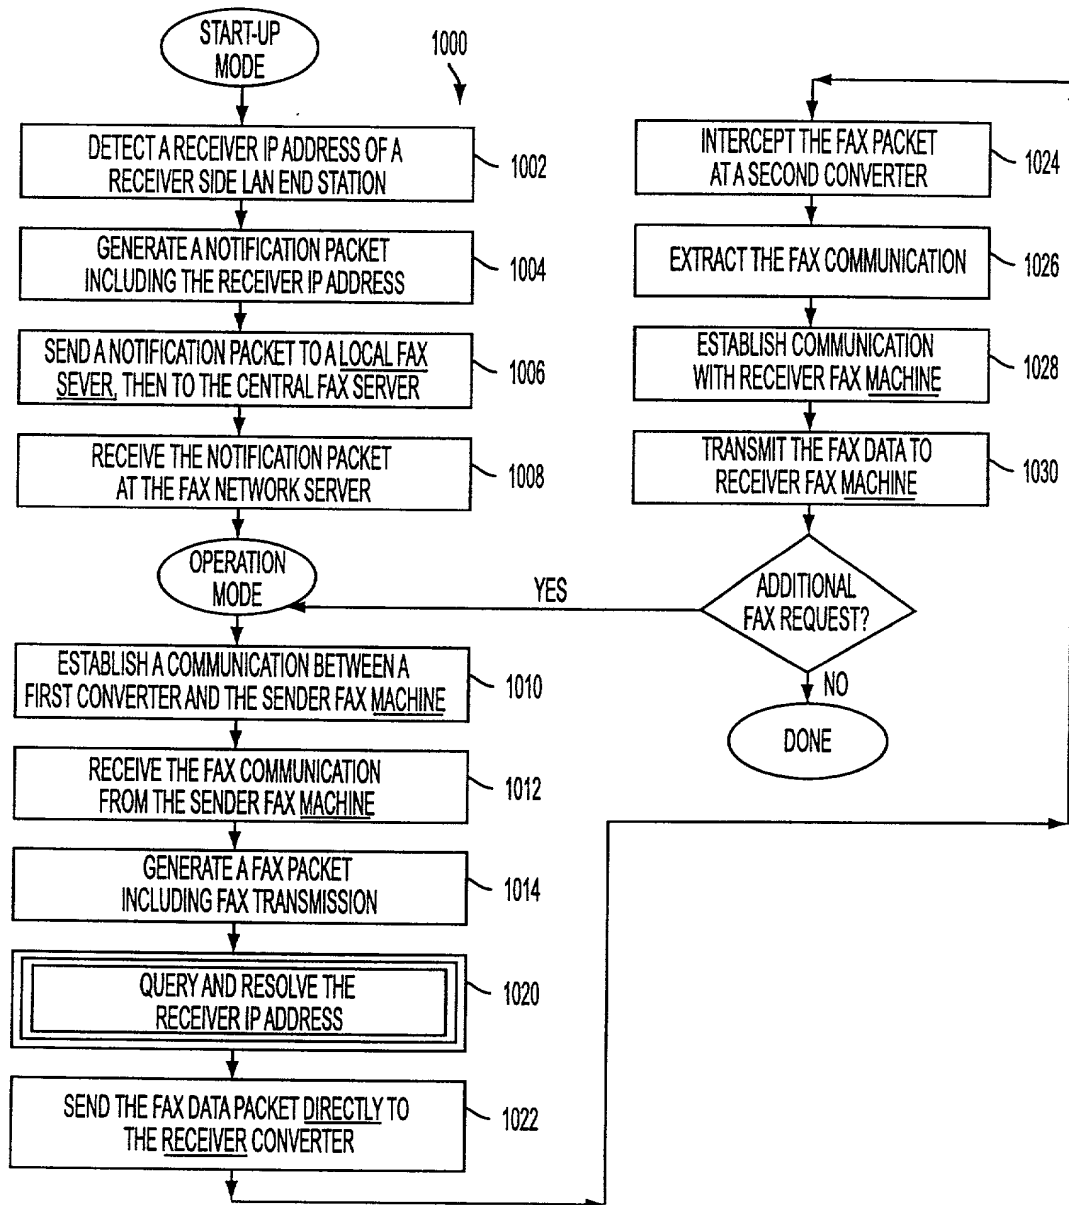 START-UP
MODE
1000
DETECT A RECEIVER IP ADDRESS OF A
RECEIVER SIDE LAN END STATION
1002
GENERATE A NOTIFICATION PACKET
INCLUDING THE RECEIVER IP ADDRESS
1004
SEND A NOTIFICATION PACKET TO A LOCAL FAX
SEVER, THEN TO THE CENTRAL FAX SERVER
1006
RECEIVE THE NOTIFICATION PACKET
AT THE FAX NETWORK SERVER
1008
OPERATION
MODE
ESTABLISH A COMMUNICATION BETWEEN A
FIRST CONVERTER AND THE SENDER FAX MACHINE
1010
RECEIVE THE FAX COMMUNICATION
FROM THE SENDER FAX MACHINE
1012
GENERATE A FAX PACKET
INCLUDING FAX TRANSMISSION
1014
QUERY AND RESOLVE THE
RECEIVER IP ADDRESS
1020
SEND THE FAX DATA PACKET DIRECTLY TO
THE RECEIVER CONVERTER
1022
INTERCEPT THE FAX PACKET
AT A SECOND CONVERTER
1024
EXTRACT THE FAX COMMUNICATION
1026
ESTABLISH COMMUNICATION
WITH RECEIVER FAX MACHINE
1028
TRANSMIT THE FAX DATA TO
RECEIVER FAX MACHINE
1030
ADDITIONAL
FAX REQUEST?
YES
NO
DONE